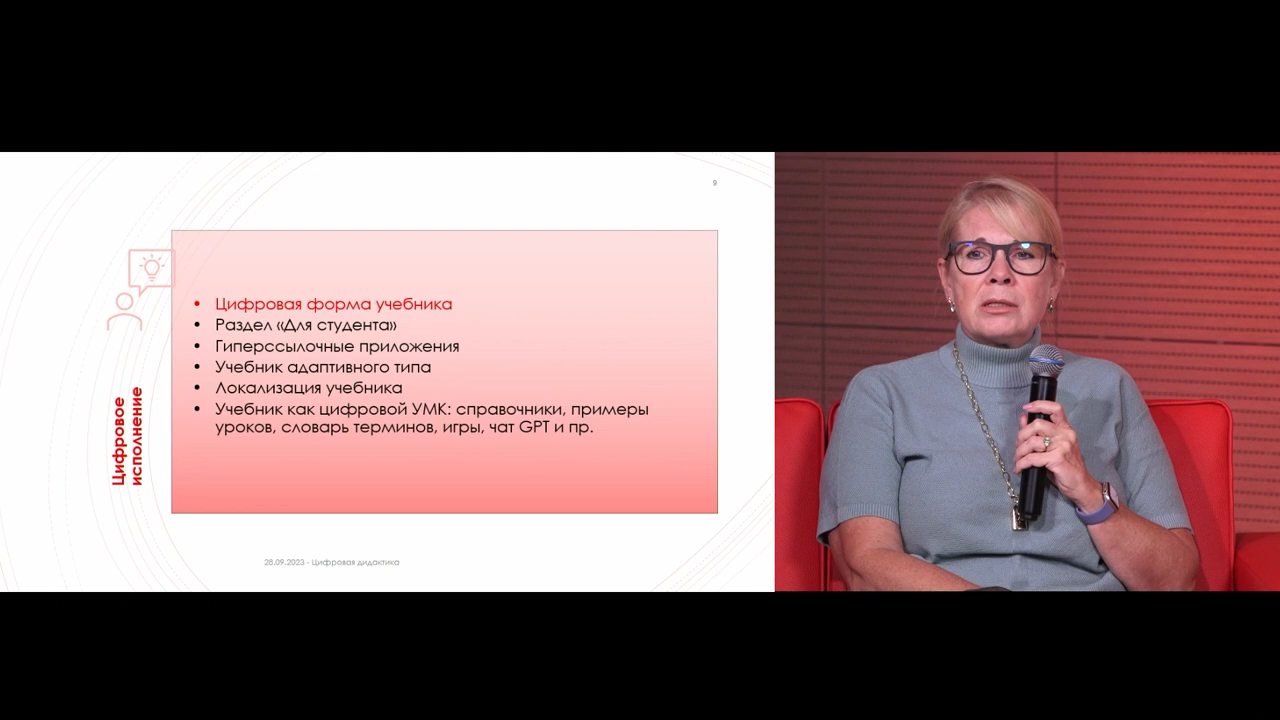 9
Цифровое
исполнение
• Цифровая форма учебника
• Раздел «Для студента»
• Гиперссылочные приложения
• Учебник адаптивного типа
• Локализация учебника
• Учебник как цифровой УМК: справочники, примеры
уроков, словарь терминов, игры, чат GPT и пр.
28.09.2023 - Цифровая дидактика